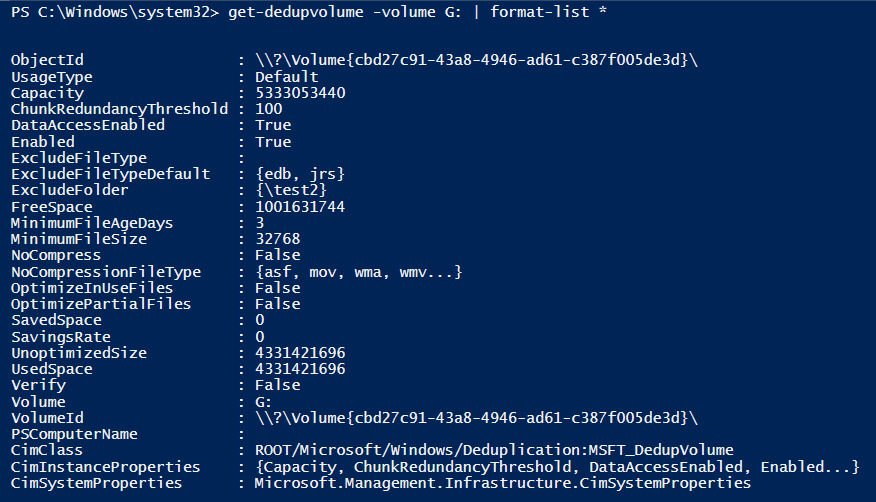 PS C:\Windows\system32> get-dedupvolume -volume G: | format-list *
ObjectId : \\?\Volume{cbd27c91-43a8-4946-ad61-c387f005de3d}\
UsageType : Default
Capacity : 5333053440
ChunkRedundancyThreshold : 100
DataAccessEnabled : True
Enabled : True
ExcludeFileType :
ExcludeFileTypeDefault : {edb, jrs}
ExcludeFolder : {\test2}
FreeSpace : 1001631744
MinimumFileAgeDays : 3
MinimumFileSize : 32768
NoCompress : False
NoCompressionFileType : {asf, mov, wma, wmv...}
OptimizeInUseFiles : False
OptimizePartialFiles : False
SavedSpace : 0
SavingsRate : 0
UnoptimizedSize : 4331421696
UsedSpace : 4331421696
Verify : False
Volume : G:
VolumeId : \\?\Volume{cbd27c91-43a8-4946-ad61-c387f005de3d}\
PSComputerName :
CimClass : ROOT/Microsoft/Windows/Deduplication:MSFT_DedupVolume
CimInstanceProperties : {Capacity, ChunkRedundancyThreshold, DataAccessEnabled, Enabled...}
CimSystemProperties : Microsoft.Management.Infrastructure.CimSystemProperties